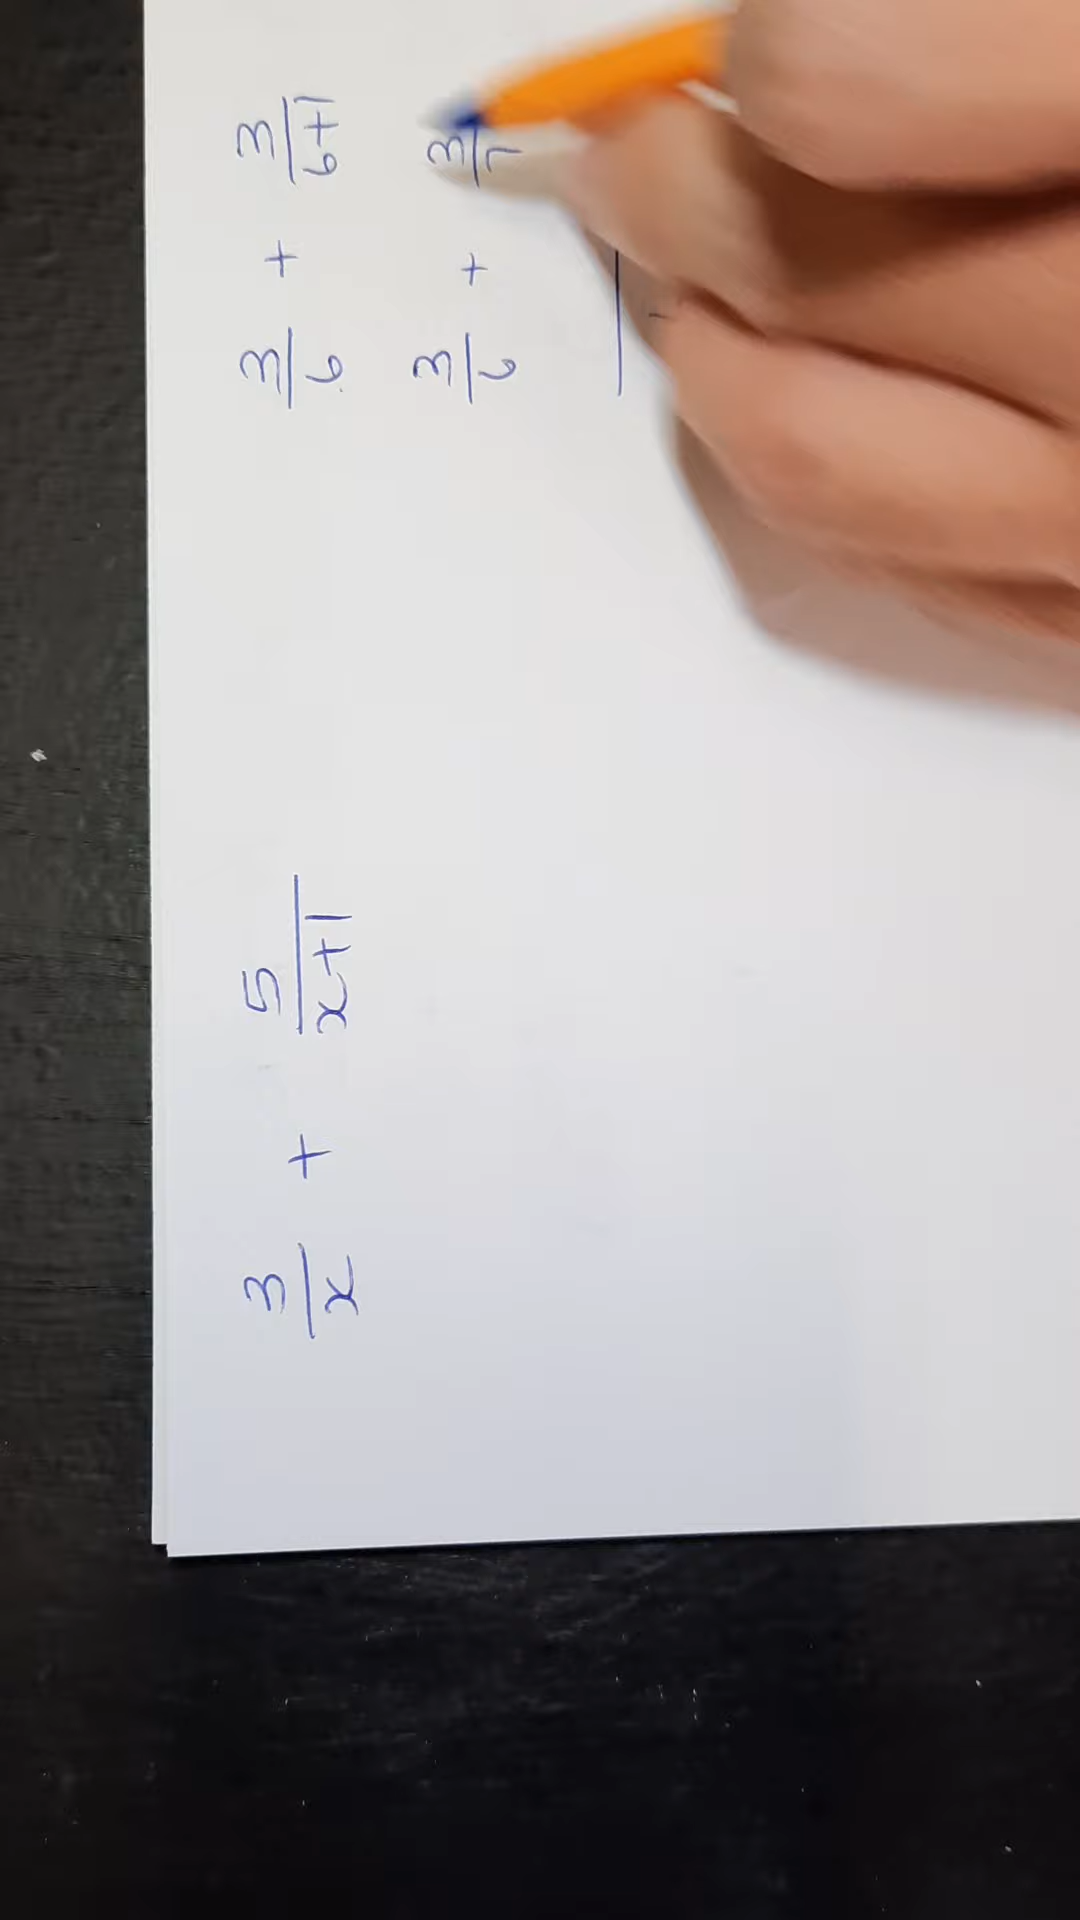 3/x + 5/(x+1)
3/6 + 3/(6+1)
3/6 + 3/7